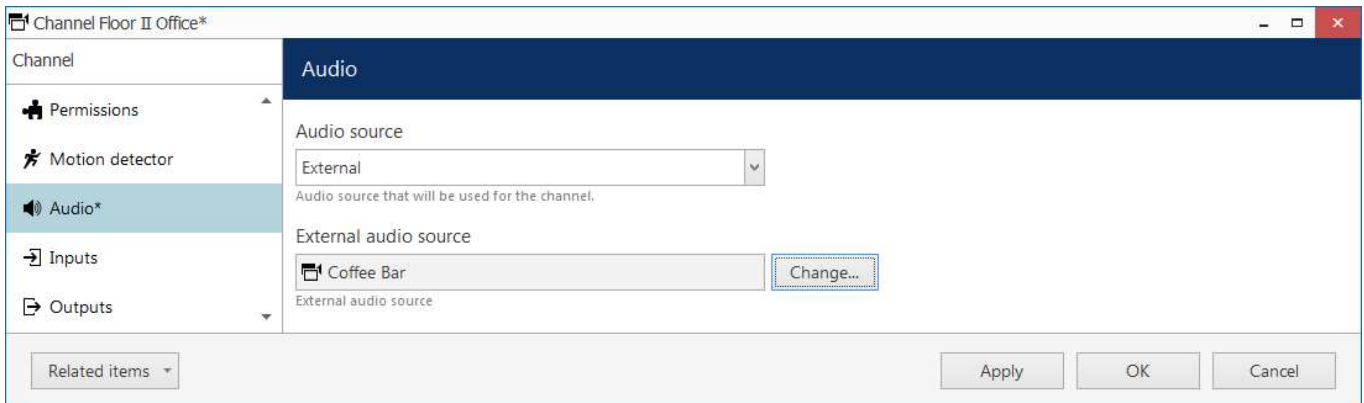 Channel Floor II Office*
Channel
Permissions
Motion detector
Audio*
Inputs
Outputs
Audio
Audio source
External
Audio source that will be used for the channel.
External audio source
Coffee Bar
Change...
External audio source
Related items
Apply
OK
Cancel